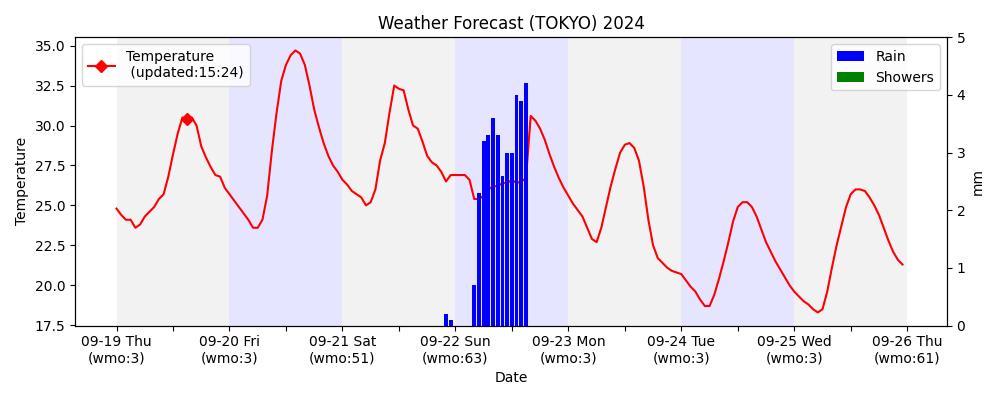 Weather Forecast (TOKYO) 2024
Temperature
(updated:15:24)
Rain
Showers
35.0
32.5
30.0
27.5
25.0
22.5
20.0
17.5
Temperature
5
4
3
2
1
0
mm
09-19 Thu
(wmo:3)
09-20 Fri
(wmo:3)
09-21 Sat
(wmo:51)
09-22 Sun
(wmo:63)
09-23 Mon
(wmo:3)
09-24 Tue
(wmo:3)
09-25 Wed
(wmo:3)
09-26 Thu
(wmo:61)
Date